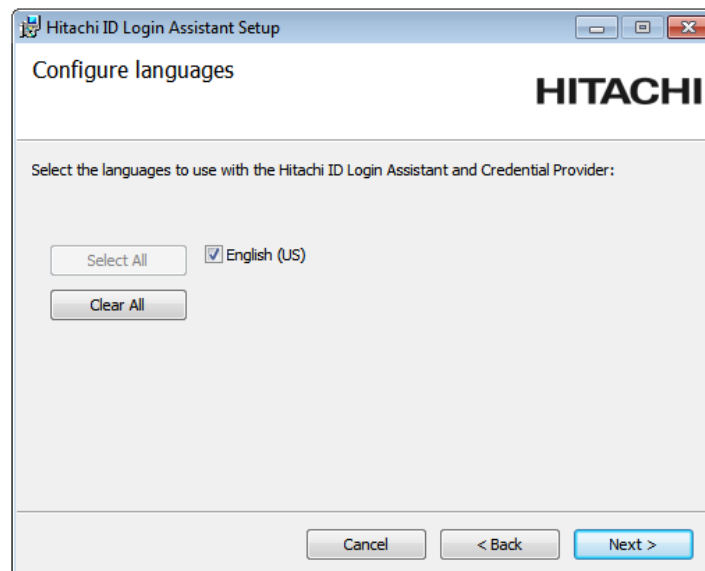 Hitachi ID Login Assistant Setup
Configure languages
HITACHI
Select the languages to use with the Hitachi ID Login Assistant and Credential Provider:
Select All
English (US)
Clear All
Cancel
< Back
Next >